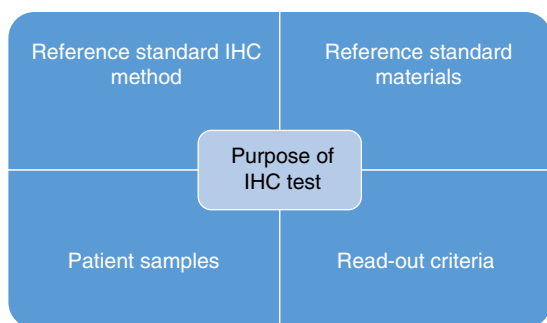 Reference standard IHC
method
Reference standard
materials
Purpose of
IHC test
Patient samples
Read-out criteria